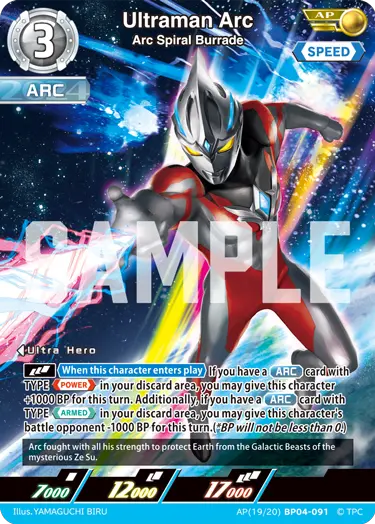 Ultraman Arc
AP
3
Arc Spiral Burrade
SPEED
ARC
SAMPLE
Ultra Hero
When this character enters play If you have a ARC card with
TYPE POWER in your discard area, you may give this character
+1000 BP for this turn. Additionally, if you have a ARC card with
TYPE ARMED in your discard area, you may give this character's
battle opponent -1000 BP for this turn.(*BP will not be less than 0.)
Arc fought with all his strength to protect Earth from the Galactic Beasts of the
mysterious Ze Su.
7000 12000 17000
Illus.YAMAGUCHI BIRU AP(19/20) BP04-091 © TPC